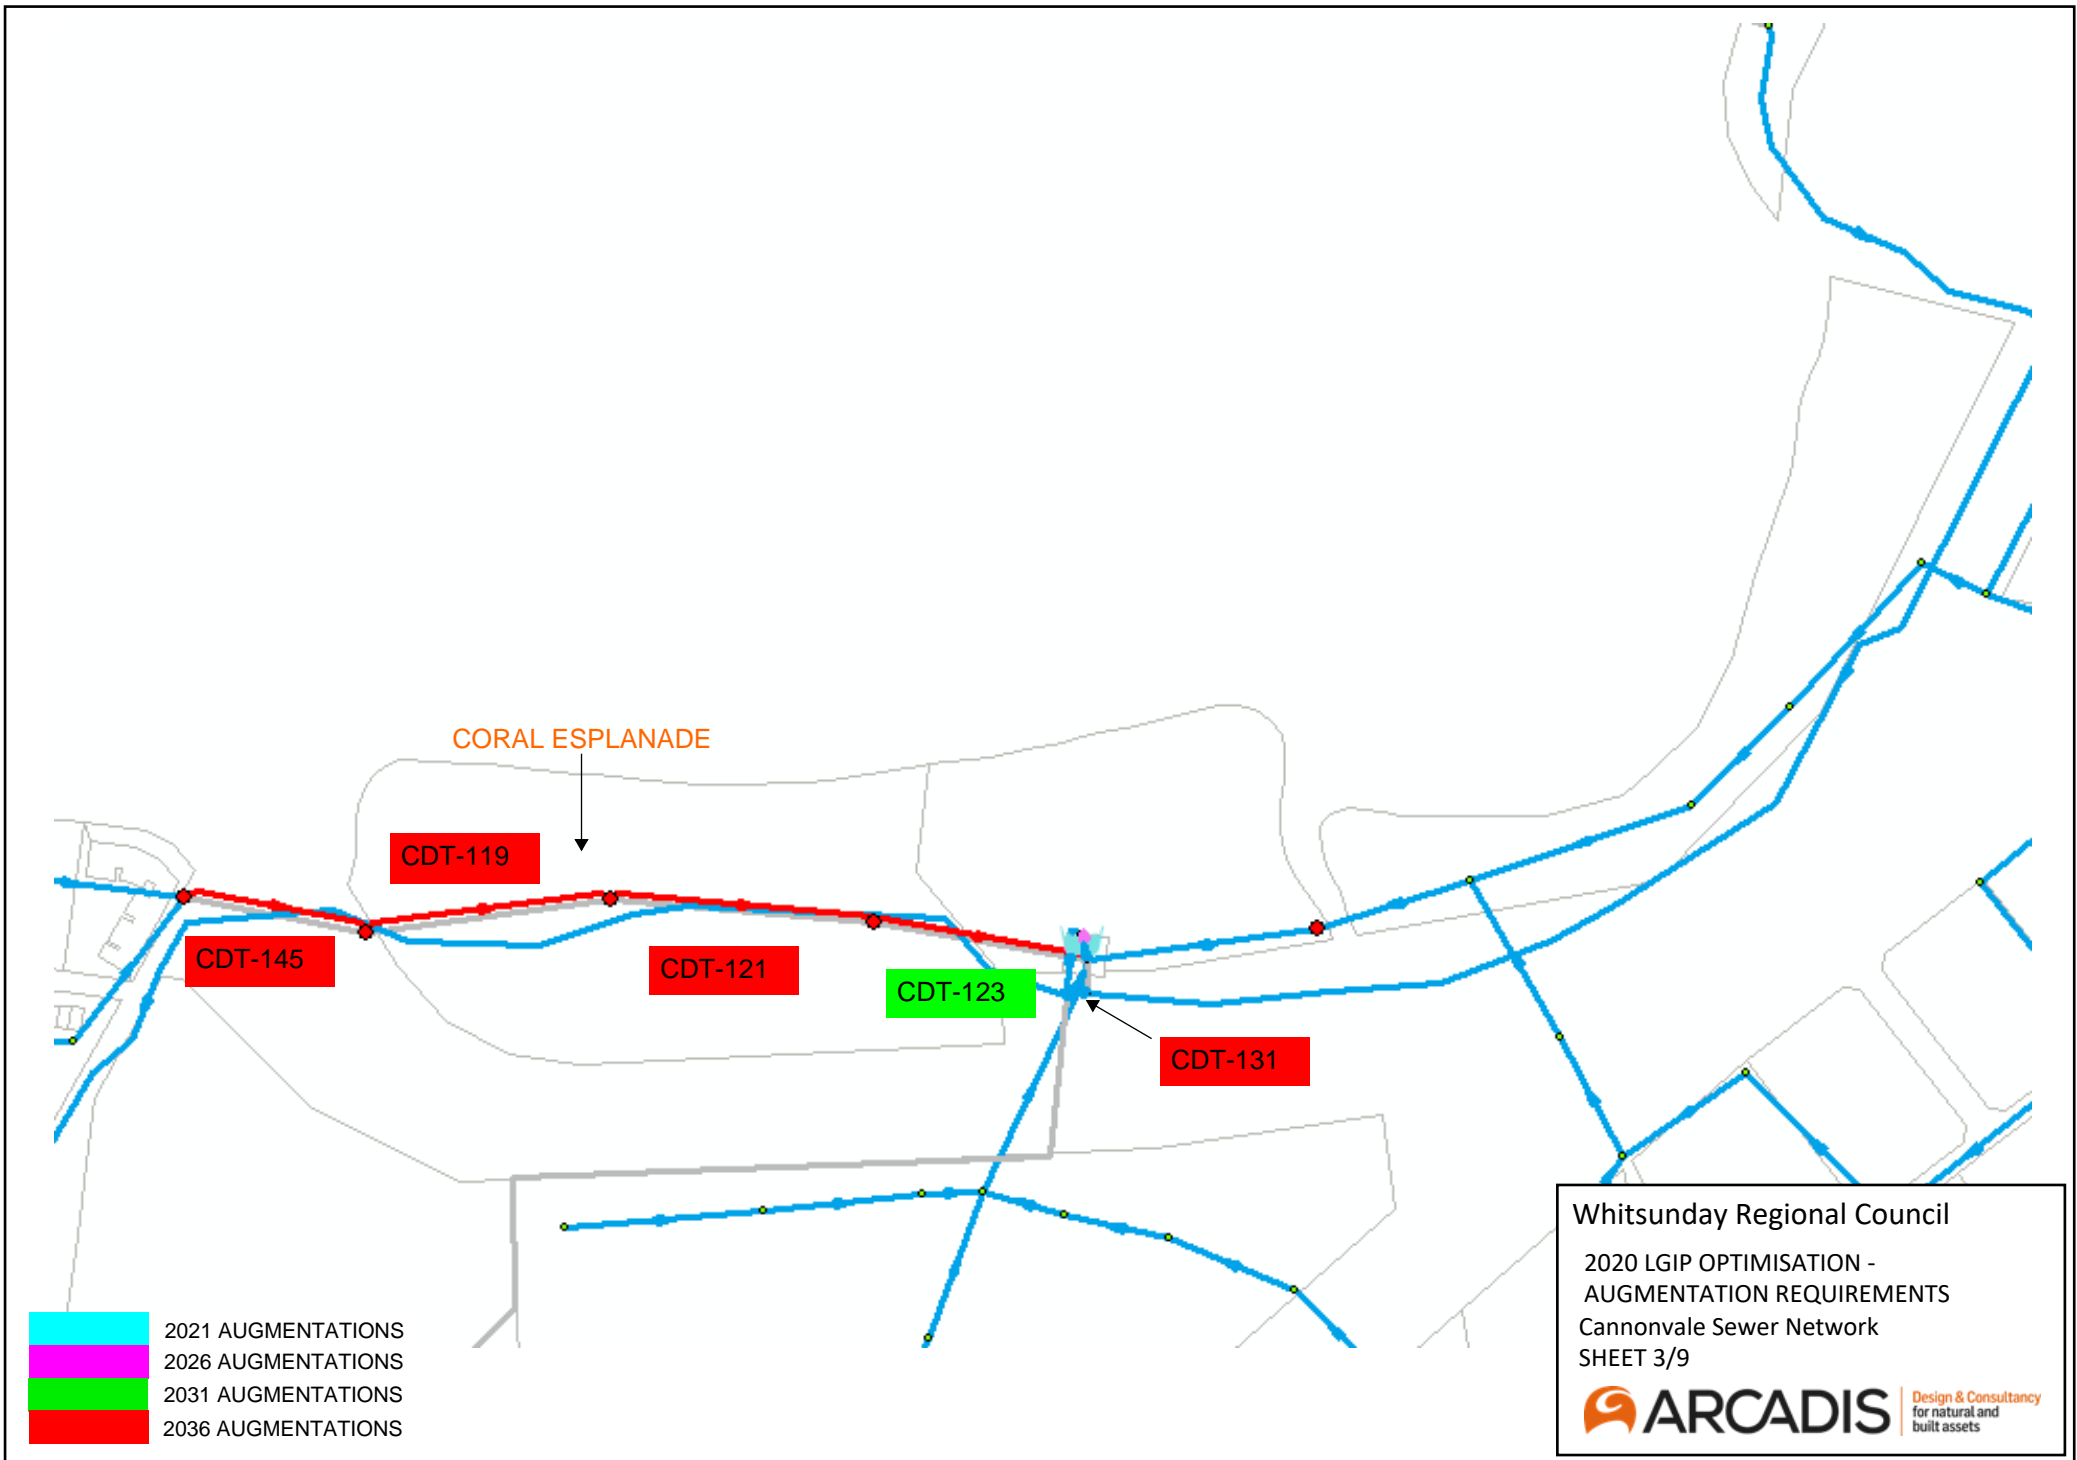 CORAL ESPLANADE
CDT-119
CDT-145
CDT-121
CDT-123
CDT-131
2021 AUGMENTATIONS
2026 AUGMENTATIONS
2031 AUGMENTATIONS
2036 AUGMENTATIONS
Whitsunday Regional Council
2020 LGIP OPTIMISATION -
AUGMENTATION REQUIREMENTS
Cannonvale Sewer Network
SHEET 3/9
ARCADIS
Design & Consultancy
for natural and
built assets